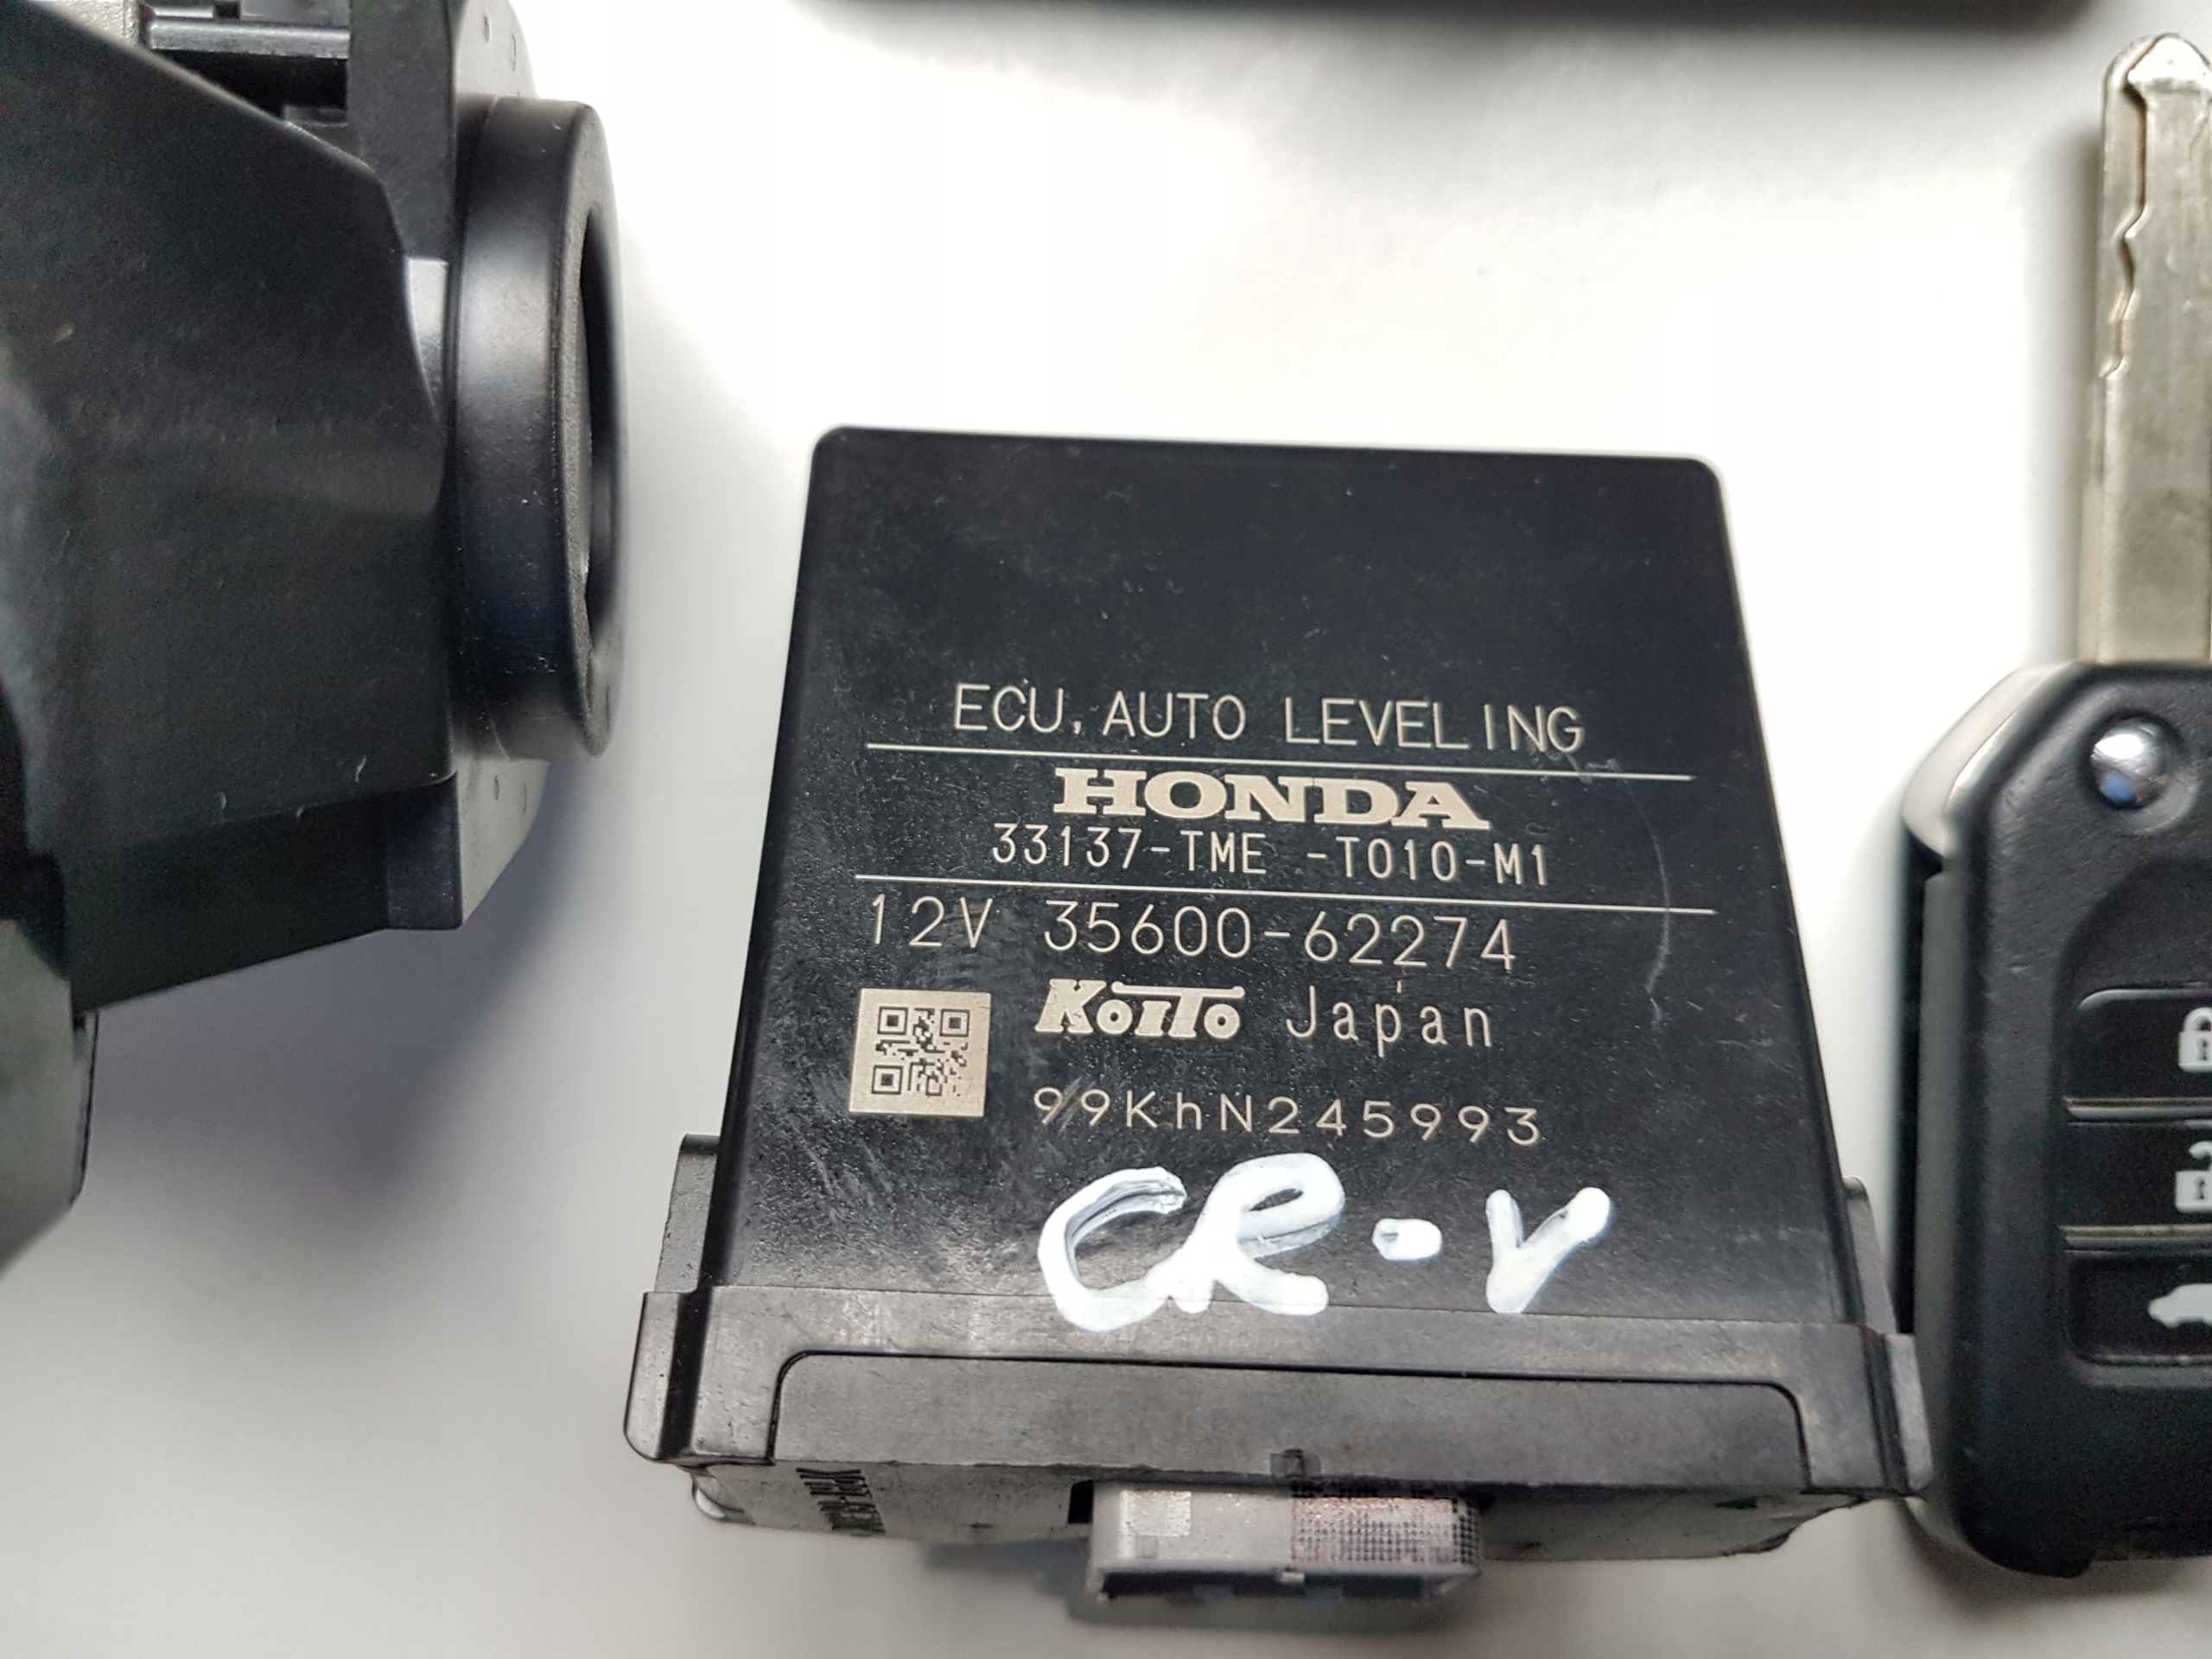 ECU, AUTO LEVELING
HONDA
33137-TME -T010-M1
12V 35600-62274
KoiTo Japan
99KhN245993
CR-V